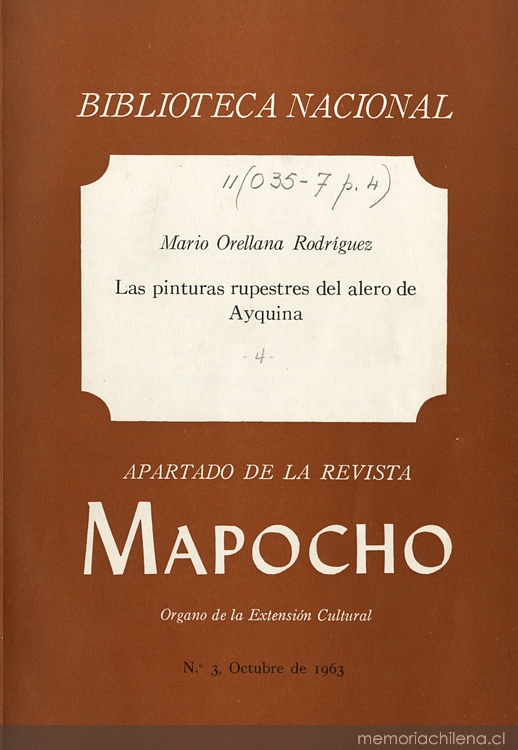 BIBLIOTECA NACIONAL
11(035-7 p. 4)
Mario Orellana Rodríguez
Las pinturas rupestres del alero de
Ayquina
- 4 -
APARTADO DE LA REVISTA
MAPOCHO
Organo de la Extensión Cultural
N.° 3, Octubre de 1963
memoriachilena.cl